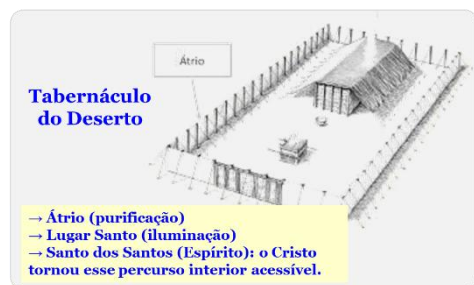 Átrio
Tabernáculo
do Deserto
→ Átrio (purificação)
→ Lugar Santo (iluminação)
→ Santo dos Santos (Espírito): o Cristo
tornou esse percurso interior acessível.